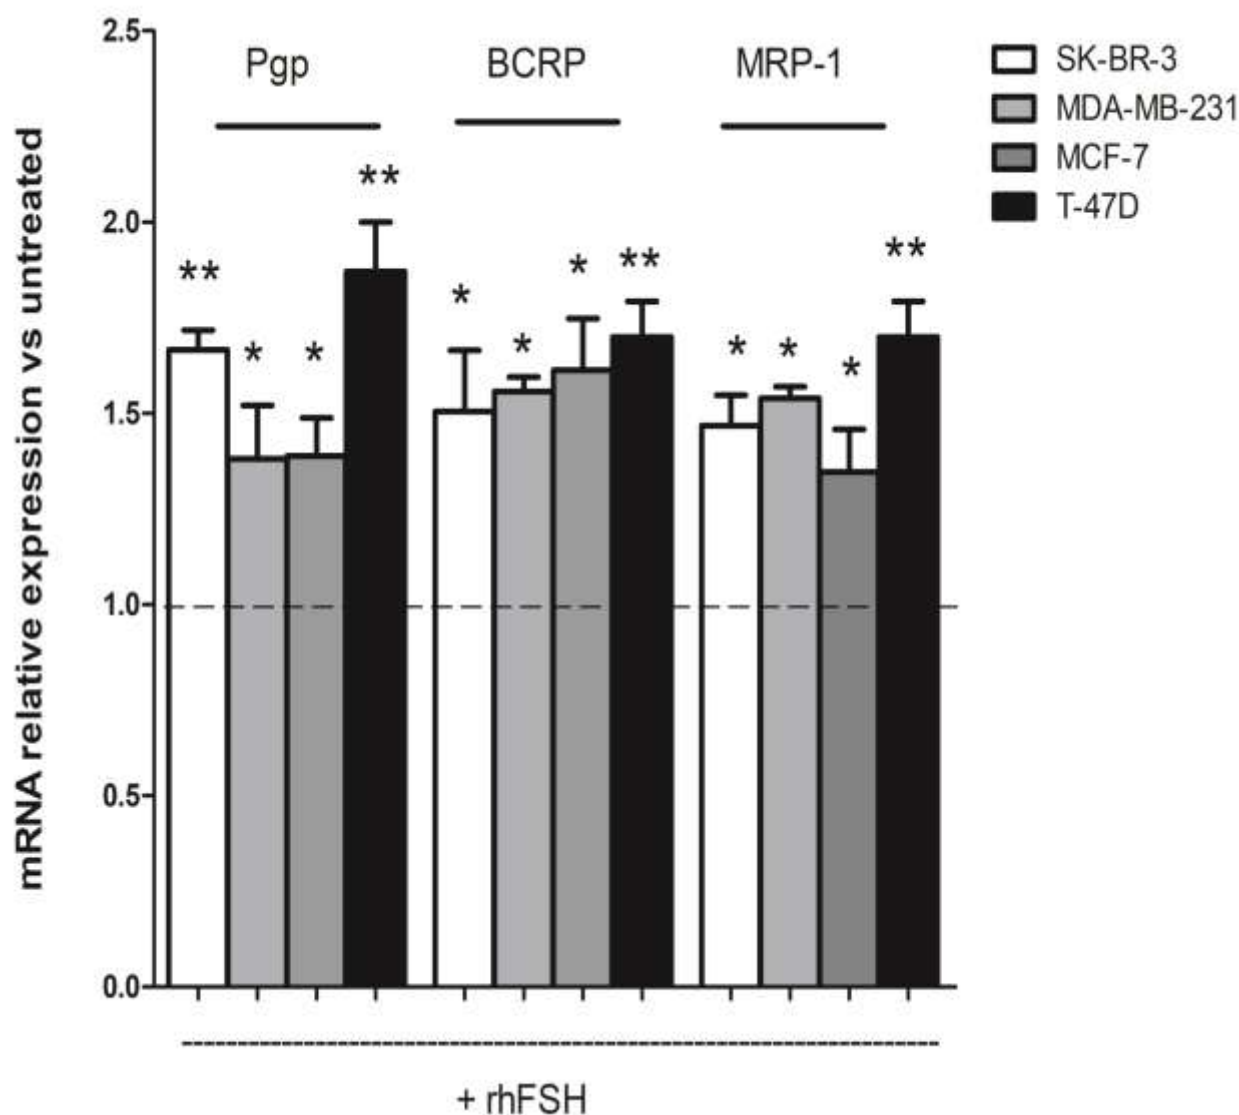 mRNA relative expression vs untreated
2.5
2.0
1.5
1.0
0.5
0.0
Pgp
BCRP
MRP-1
**
*
*
**
*
*
*
**
*
*
*
**
SK-BR-3
MDA-MB-231
MCF-7
T-47D
+ rhFSH